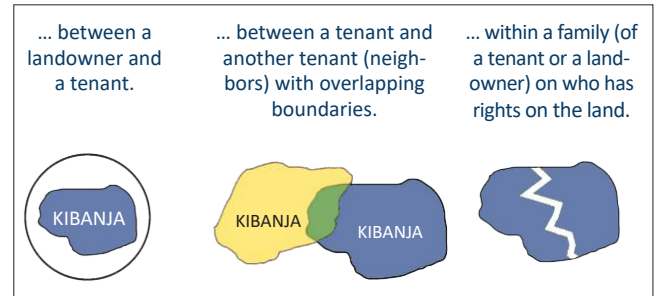 ... between a
landowner and
a tenant.
... between a tenant and
another tenant (neigh-
bors) with overlapping
boundaries.
... within a family (of
a tenant or a land-
owner) on who has
rights on the land.
KIBANJA
KIBANJA
KIBANJA